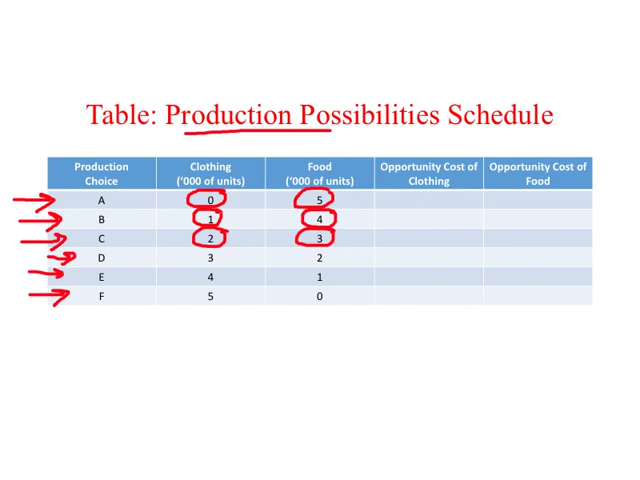 Table: Production Possibilities Schedule
Production Choice Clothing ('000 of units) Food ('000 of units) Opportunity Cost of Clothing Opportunity Cost of Food
A 0 5
B 1 4
C 2 3
D 3 2
E 4 1
F 5 0